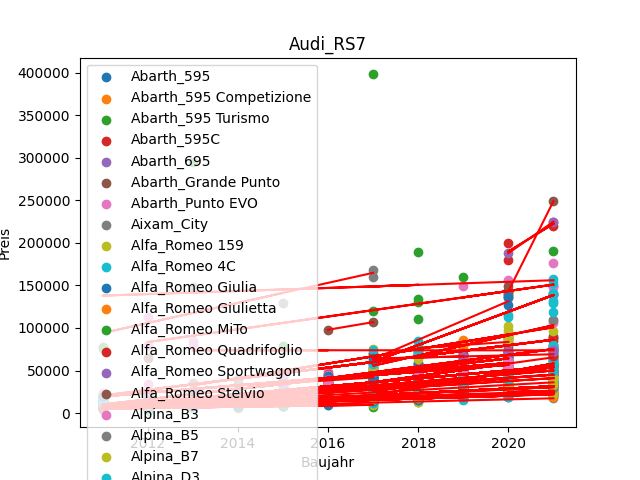 Audi_RS7
400000
350000
300000
250000
200000
150000
100000
50000
0
Preis
Abarth_595
Abarth_595 Competizione
Abarth_595 Turismo
Abarth_595C
Abarth_695
Abarth_Grande Punto
Abarth_Punto EVO
Aixam_City
Alfa_Romeo 159
Alfa_Romeo 4C
Alfa_Romeo Giulia
Alfa_Romeo Giulietta
Alfa_Romeo MiTo
Alfa_Romeo Quadrifoglio
Alfa_Romeo Sportwagon
Alfa_Romeo Stelvio
Alpina_B3
Alpina_B5
Alpina_B7
Alpina_D3
2012 2014 2016 2018 2020
Baujahr